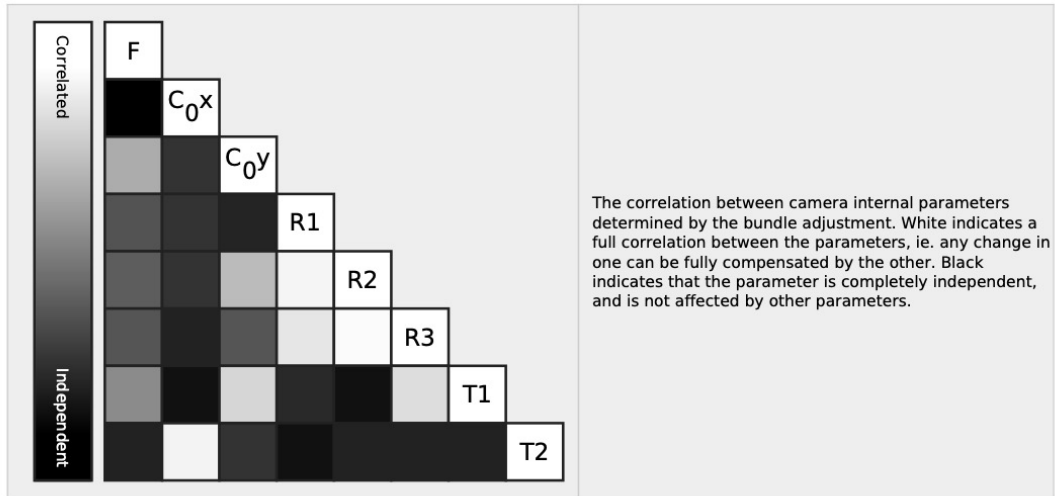 Correlated
Independent
F
C0x
C0y
R1
R2
R3
T1
T2
The correlation between camera internal parameters
determined by the bundle adjustment. White indicates a
full correlation between the parameters, ie. any change in
one can be fully compensated by the other. Black
indicates that the parameter is completely independent,
and is not affected by other parameters.